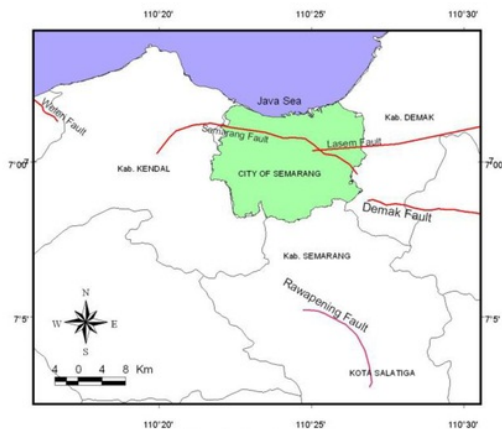 110°20 110°25 110°30
Java Sea
Kab. DEMAK
Weleri Fault
Semarang Fault
Lasem Fault
7°00 7°00
Kab. KENDAL
CITY OF SEMARANG
Demak Fault
Kab. SEMARANG
Rawapening Fault
7°5' 7°5'
N
W E
S
4 0 4 8 Km
KOTA SALATIGA
110°20 110°25 110°30